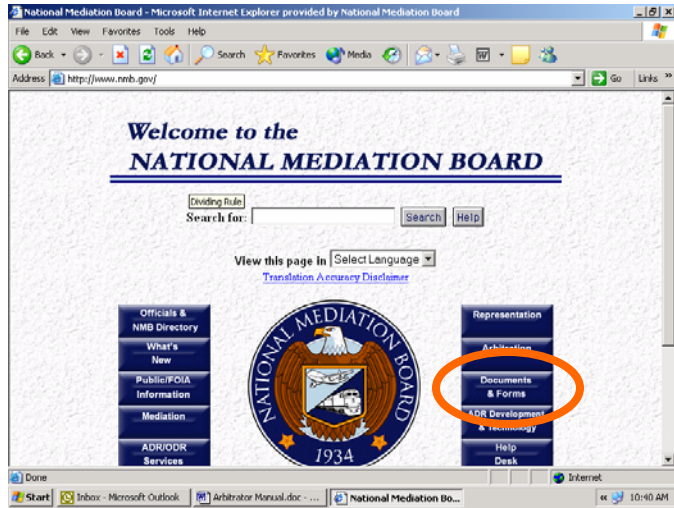 National Mediation Board - Microsoft Internet Explorer provided by National Mediation Board
File Edit View Favorites Tools Help
Back Search Favorites Media
Address http://www.nmb.gov/ Go Links »
Welcome to the
NATIONAL MEDIATION BOARD
Dividing Rule
Search for: Search Help
View this page in Select Language
Translation Accuracy Disclaimer
Officials &
NMB Directory
What's
New
Public/FOIA
Information
Mediation
ADR/ODR
Services
NATIONAL MEDIATION BOARD
1934
Representation
Arbitration
Documents
& Forms
ADR Development
& Technology
Help
Desk
Done Internet
Start Inbox - Microsoft Outlook Arbitrator Manual.doc - ... National Mediation Bo... « 10:40 AM